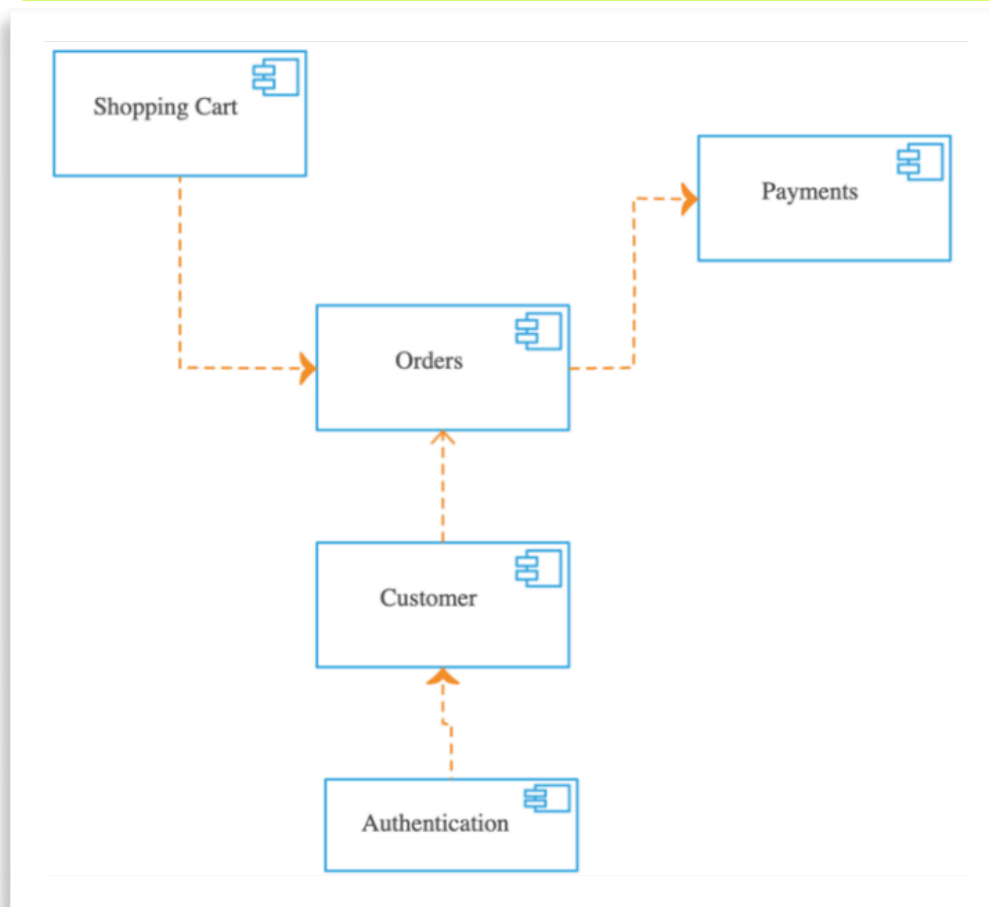 Shopping Cart
Payments
Orders
Customer
Authentication